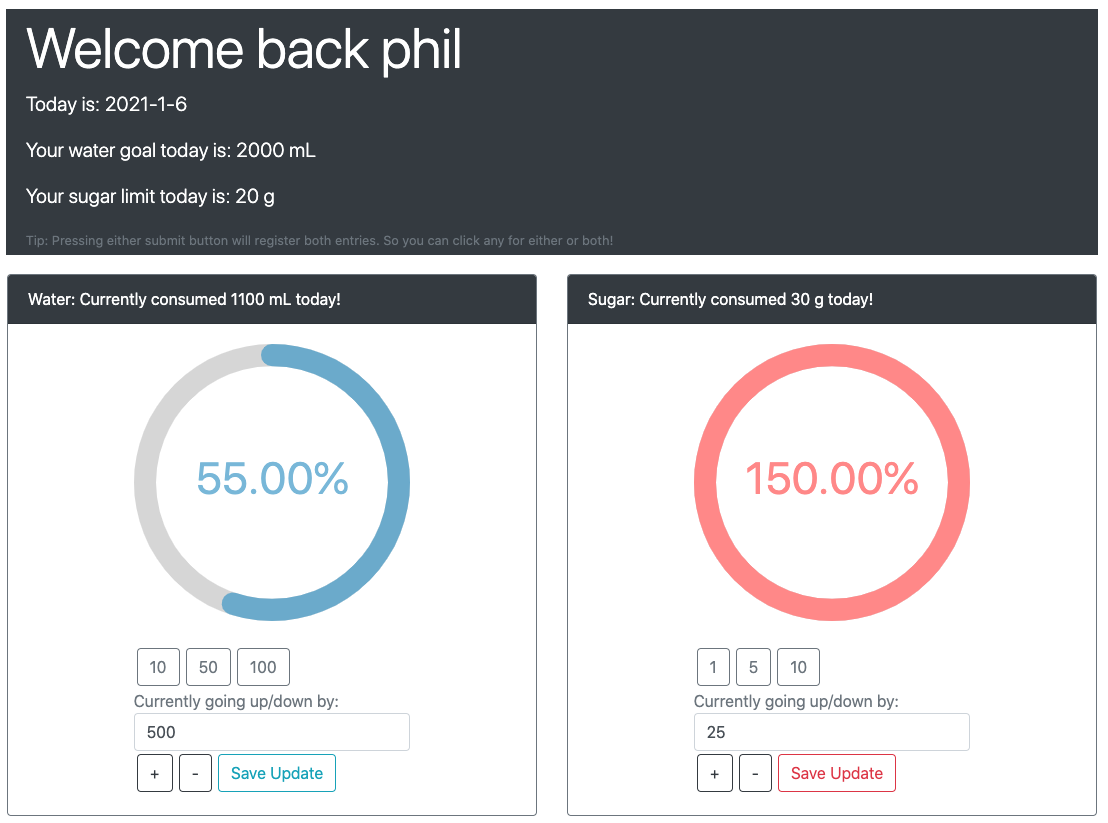 Welcome back phil
Today is: 2021-1-6
Your water goal today is: 2000 mL
Your sugar limit today is: 20 g
Tip: Pressing either submit button will register both entries. So you can click any for either or both!
Water: Currently consumed 1100 mL today!
55.00%
10 50 100
Currently going up/down by:
500
+ - Save Update
Sugar: Currently consumed 30 g today!
150.00%
1 5 10
Currently going up/down by:
25
+ - Save Update